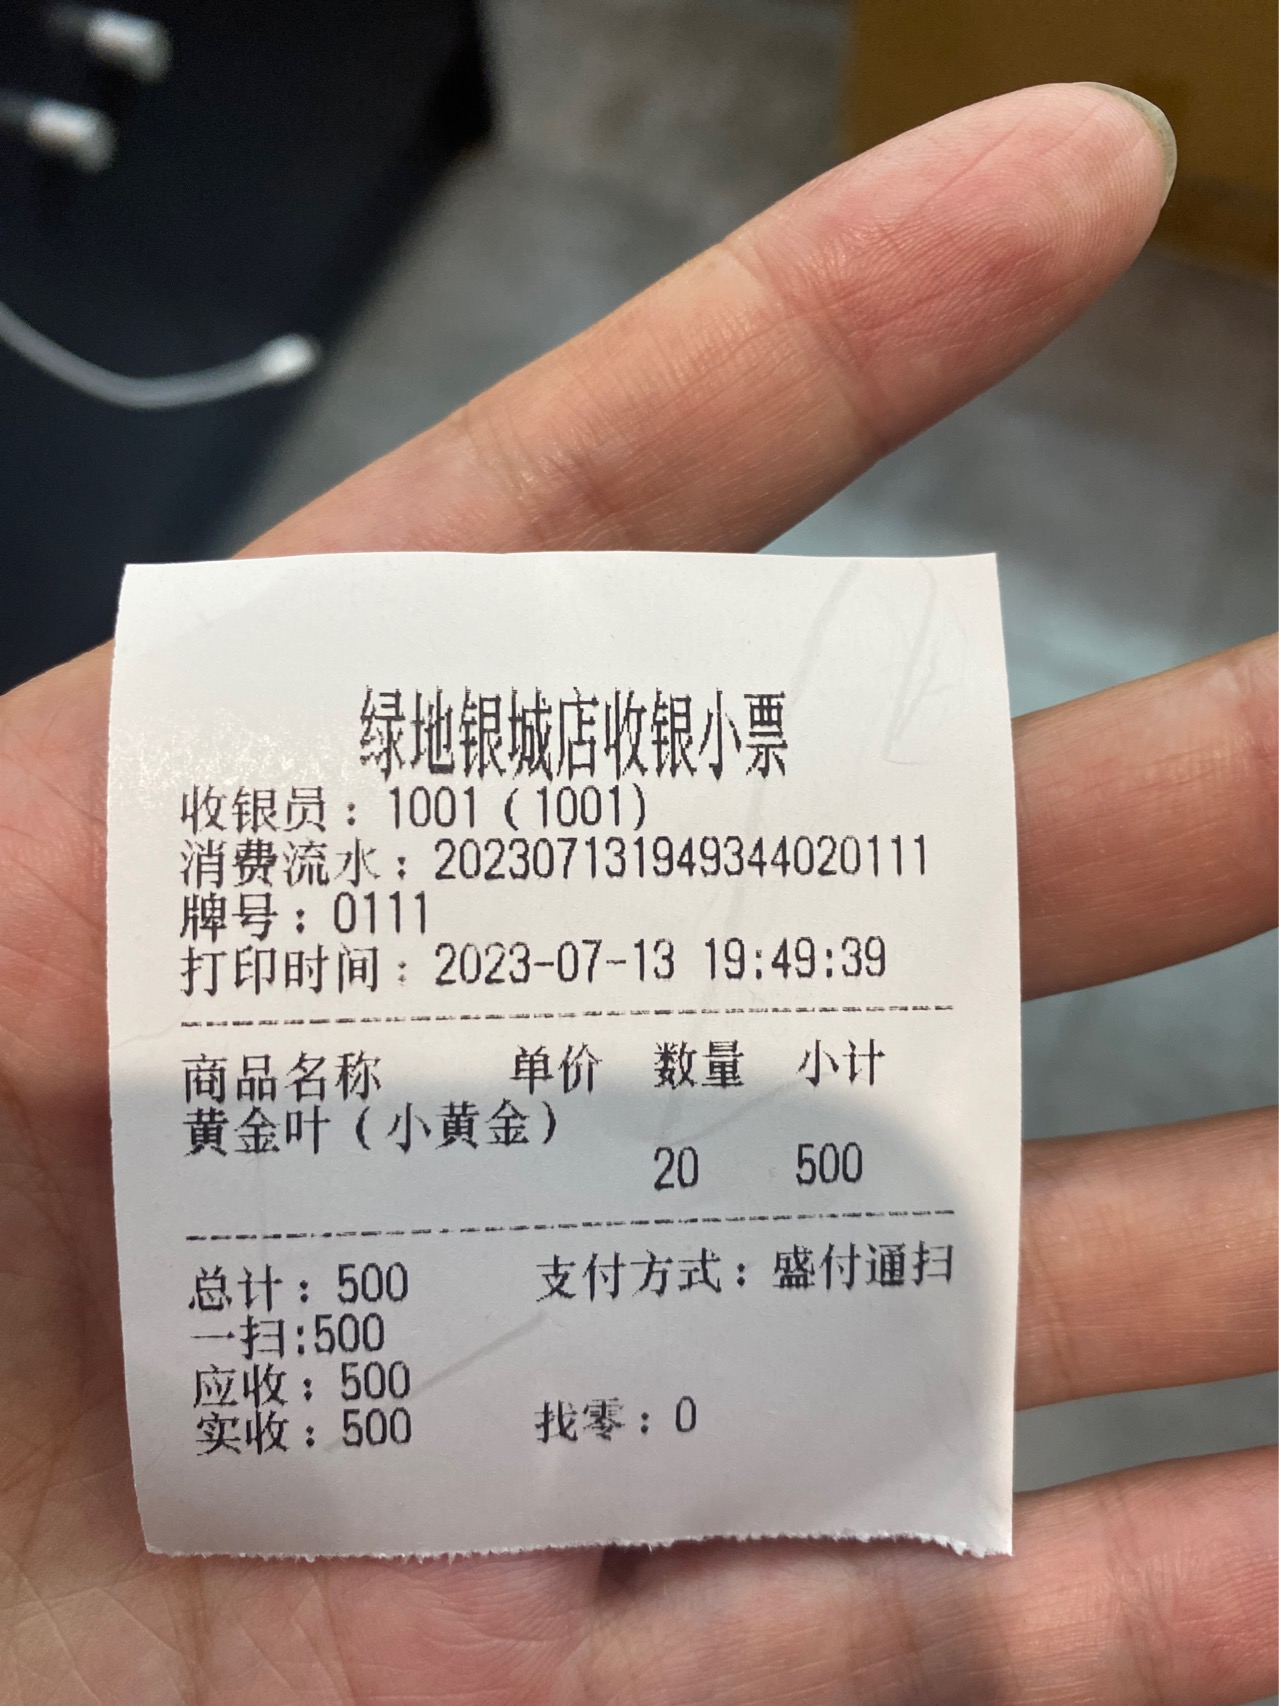 绿地银城店收银小票
收银员：1001（1001）
消费流水：202307131949344020111
牌号：0111
打印时间：2023-07-13 19:49:39
商品名称 单价 数量 小计
黄金叶（小黄金）
20 500
总计：500 支付方式：盛付通扫
一扫:500
应收：500
实收：500 找零：0